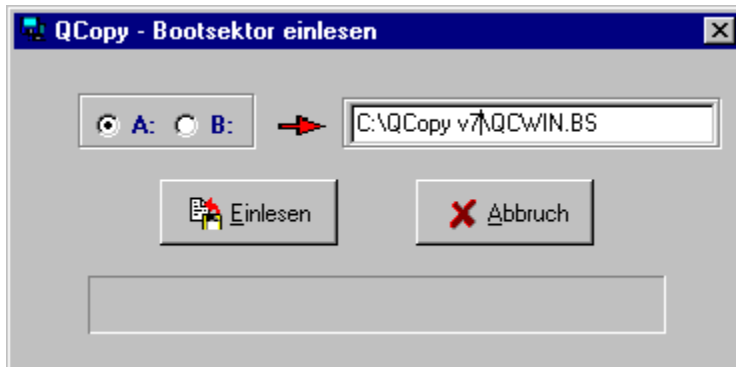 QCopy - Bootsektor einlesen
A: B: C:\QCopy v7\QCWIN.BS
Einlesen Abbruch